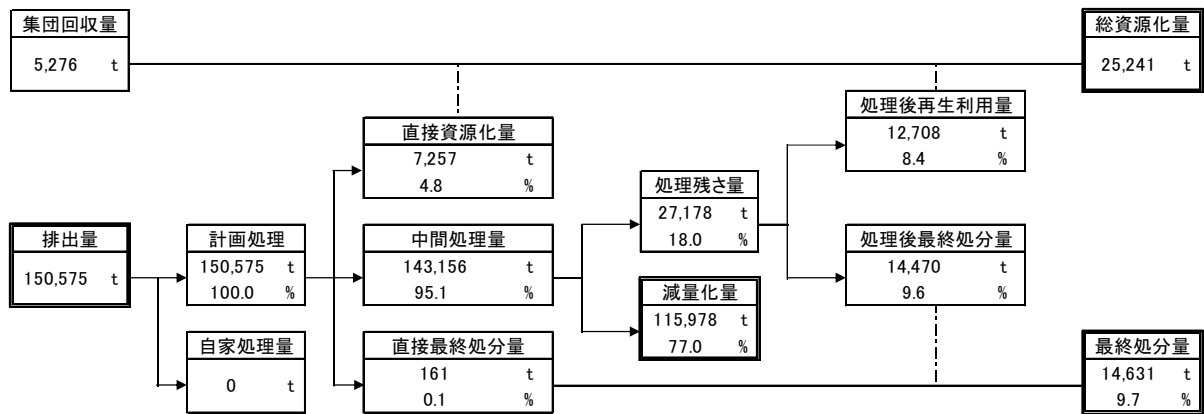 集団回収量
5,276 t
総資源化量
25,241 t
直接資源化量
7,257 t
4.8 %
処理後再生利用量
12,708 t
8.4 %
処理残さ量
27,178 t
18.0 %
排出量
150,575 t
計画処理
150,575 t
100.0 %
中間処理量
143,156 t
95.1 %
処理後最終処分量
14,470 t
9.6 %
減量化量
115,978 t
77.0 %
自家処理量
0 t
直接最終処分量
161 t
0.1 %
最終処分量
14,631 t
9.7 %